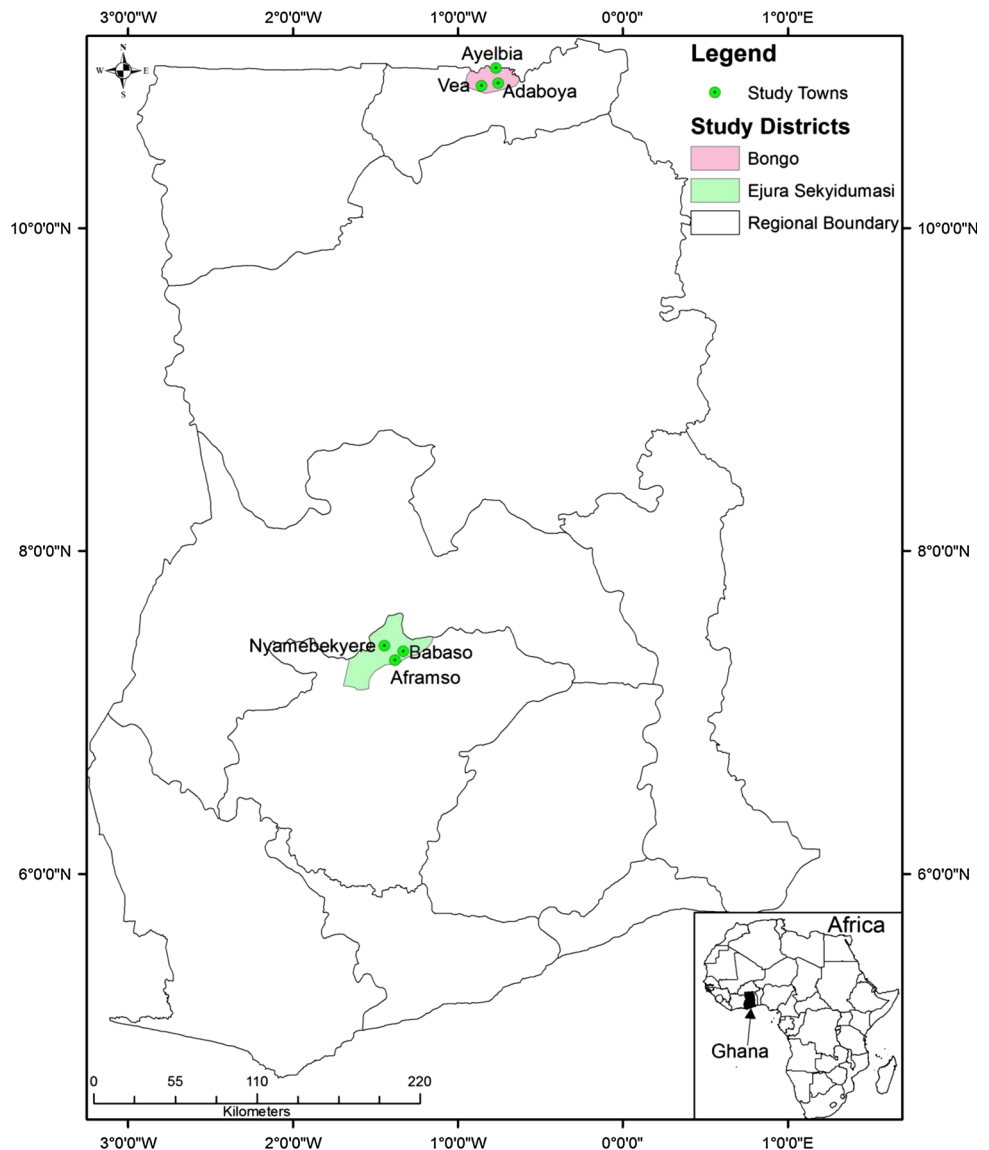 3°0'0"W 2°0'0"W 1°0'0"W 0°0'0" 1°0'0"E
N
W E
S
Ayelbia
Vea
Adaboya
Legend
Study Towns
Study Districts
Bongo
Ejura Sekyidumasi
Regional Boundary
10°0'0"N 10°0'0"N
8°0'0"N 8°0'0"N
Nyamebekyere
Babaso
Aframso
6°0'0"N 6°0'0"N
Africa
Ghana
0 55 110 220
Kilometers
3°0'0"W 2°0'0"W 1°0'0"W 0°0'0" 1°0'0"E